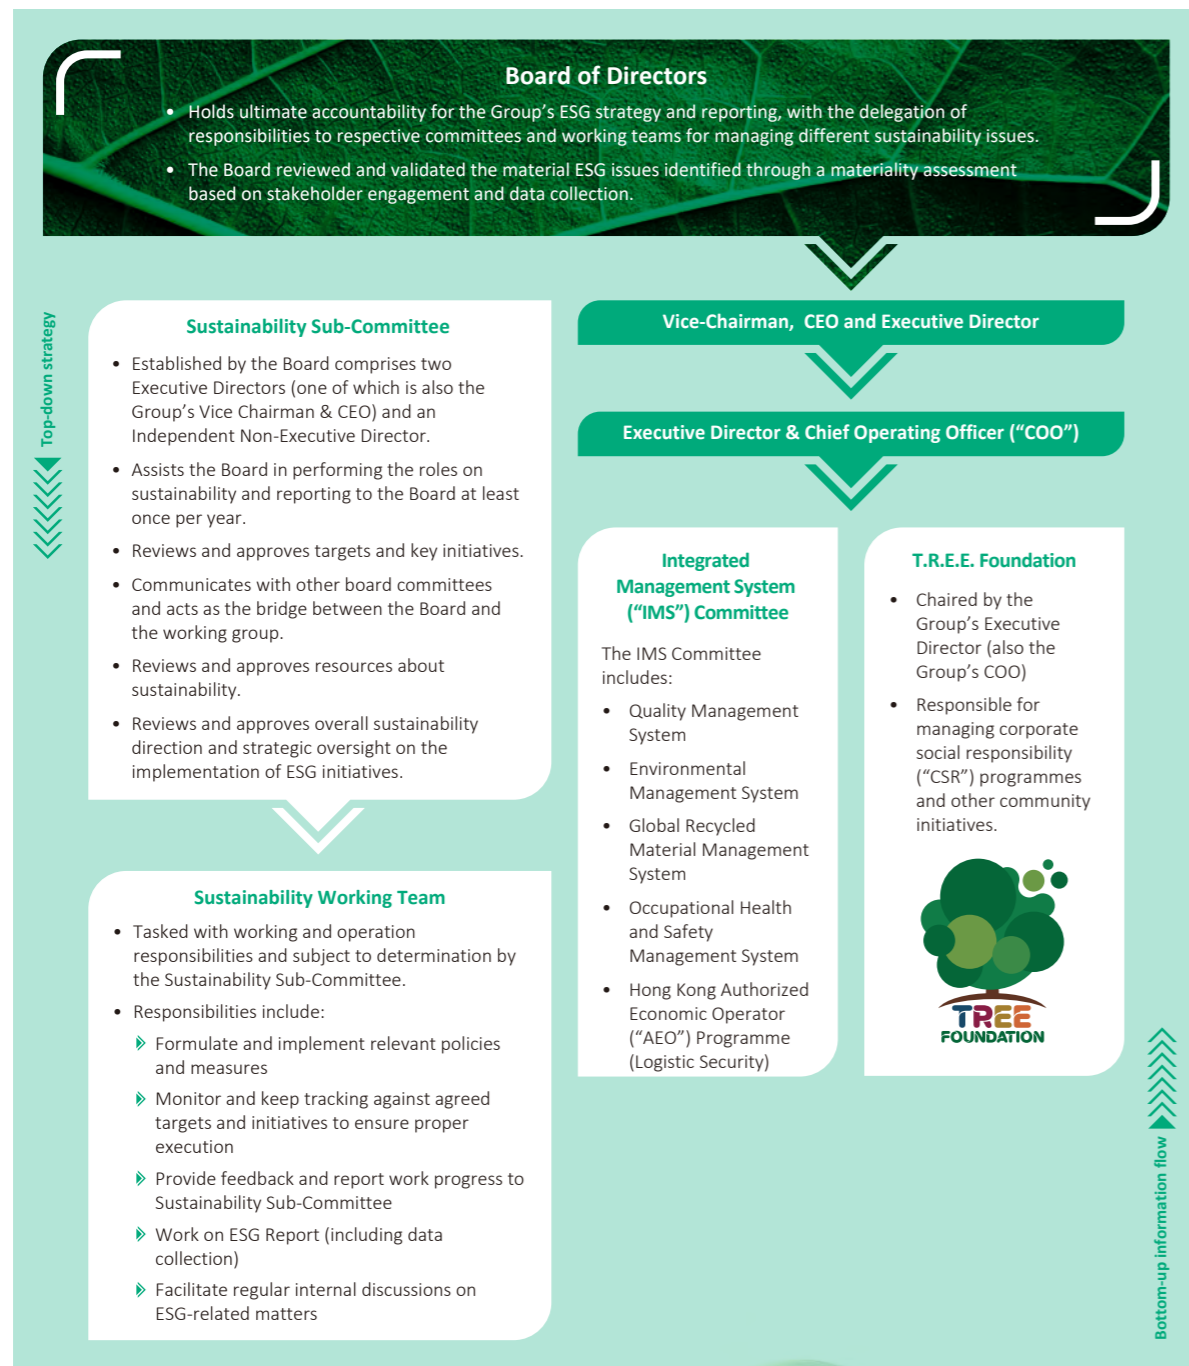 Board of Directors
• Holds ultimate accountability for the Group’s ESG strategy and reporting, with the delegation of
responsibilities to respective committees and working teams for managing different sustainability issues.
• The Board reviewed and validated the material ESG issues identified through a materiality assessment
based on stakeholder engagement and data collection.
Top-down strategy
Sustainability Sub-Committee
• Established by the Board comprises two
Executive Directors (one of which is also the
Group’s Vice Chairman & CEO) and an
Independent Non-Executive Director.
• Assists the Board in performing the roles on
sustainability and reporting to the Board at least
once per year.
• Reviews and approves targets and key initiatives.
• Communicates with other board committees
and acts as the bridge between the Board and
the working group.
• Reviews and approves resources about
sustainability.
• Reviews and approves overall sustainability
direction and strategic oversight on the
implementation of ESG initiatives.
Sustainability Working Team
• Tasked with working and operation
responsibilities and subject to determination by
the Sustainability Sub-Committee.
• Responsibilities include:
Formulate and implement relevant policies
and measures
Monitor and keep tracking against agreed
targets and initiatives to ensure proper
execution
Provide feedback and report work progress to
Sustainability Sub-Committee
Work on ESG Report (including data
collection)
Facilitate regular internal discussions on
ESG-related matters
Vice-Chairman, CEO and Executive Director
Executive Director & Chief Operating Officer (“COO”)
Integrated
Management System
(“IMS”) Committee
The IMS Committee
includes:
• Quality Management
System
• Environmental
Management System
• Global Recycled
Material Management
System
• Occupational Health
and Safety
Management System
• Hong Kong Authorized
Economic Operator
(“AEO”) Programme
(Logistic Security)
T.R.E.E. Foundation
• Chaired by the
Group’s Executive
Director (also the
Group’s COO)
• Responsible for
managing corporate
social responsibility
(“CSR”) programmes
and other community
initiatives.
TREE
FOUNDATION
Bottom-up information flow